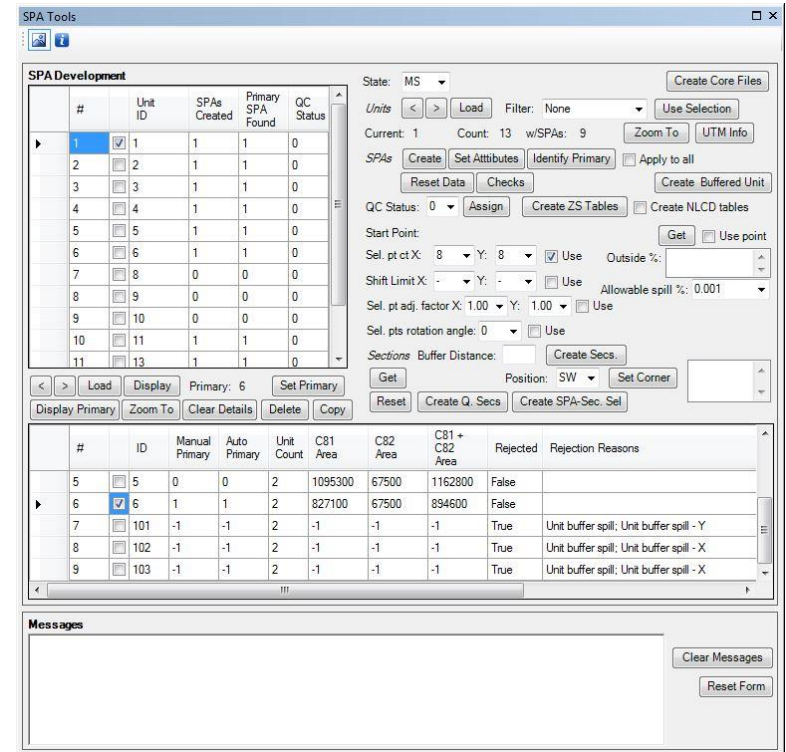 SPA Tools
SPA Development
# Unit ID SPAs Created Primary SPA Found QC Status
1 1 1 1 0
2 2 1 1 0
3 3 1 1 0
4 4 1 1 0
5 5 1 1 0
6 6 1 1 0
7 8 0 0 0
8 9 0 0 0
9 10 0 0 0
10 11 1 1 0
11 13 1 1 0
< > Load Display Primary: 6 Set Primary
Display Primary Zoom To Clear Details Delete Copy
State: MS Create Core Files
Units < > Load Filter: None Use Selection
Current: 1 Count: 13 w/SPAs: 9 Zoom To UTM Info
SPAs Create Set Atttibutes Identify Primary Apply to all
Reset Data Checks Create Buffered Unit
QC Status: 0 Assign Create ZS Tables Create NLCD tables
Start Point: Get Use point
Sel. pt ct X: 8 Y: 8 Use Outside %:
Shift Limit X: - Y: - Use Allowable spill %: 0.001
Sel. pt adj. factor X: 1.00 Y: 1.00 Use
Sel. pts rotation angle: 0 Use
Sections Buffer Distance: Create Secs.
Get Position: SW Set Corner
Reset Create Q. Secs Create SPA-Sec. Sel
# ID Manual Primary Auto Primary Unit Count C81 Area C82 Area C81 + C82 Area Rejected Rejection Reasons
5 5 0 0 2 1095300 67500 1162800 False
6 6 1 1 2 827100 67500 894600 False
7 101 -1 -1 2 -1 -1 -1 True Unit buffer spill; Unit buffer spill - Y
8 102 -1 -1 2 -1 -1 -1 True Unit buffer spill; Unit buffer spill - X
9 103 -1 -1 2 -1 -1 -1 True Unit buffer spill; Unit buffer spill - X
Messages
Clear Messages
Reset Form